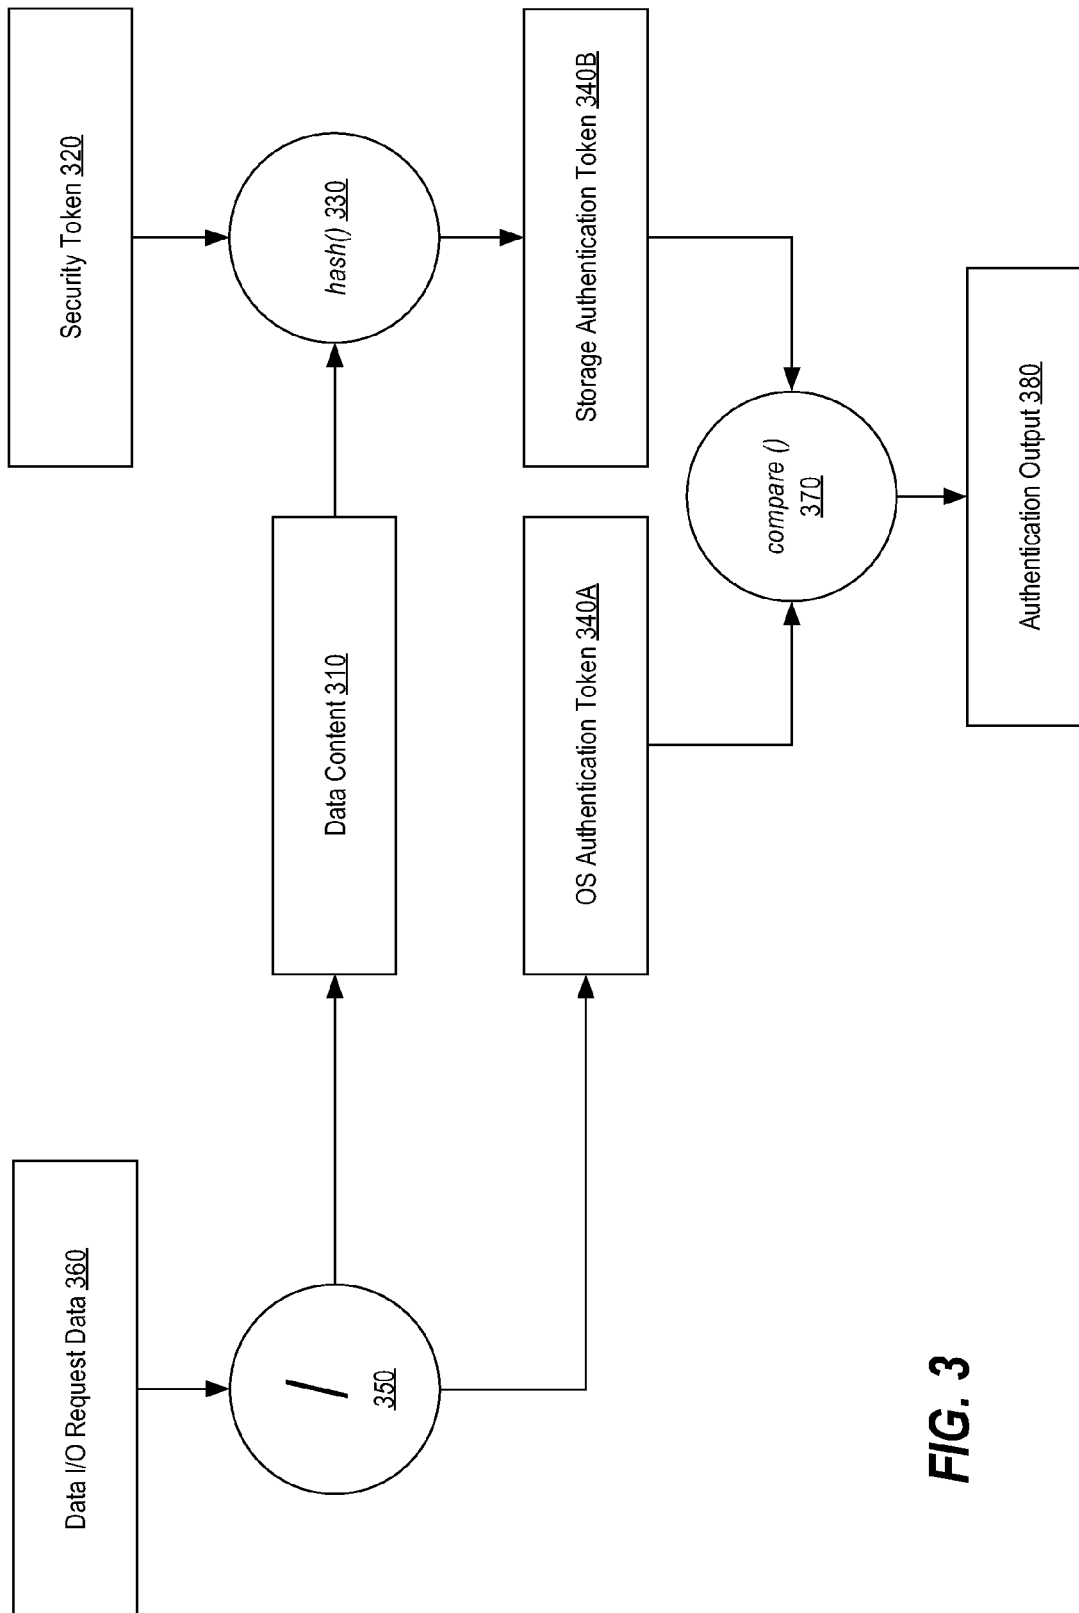 Data I/O Request Data 360
Security Token 320
/
350
Data Content 310
hash() 330
OS Authentication Token 340A
Storage Authentication Token 340B
compare ()
370
Authentication Output 380
FIG. 3